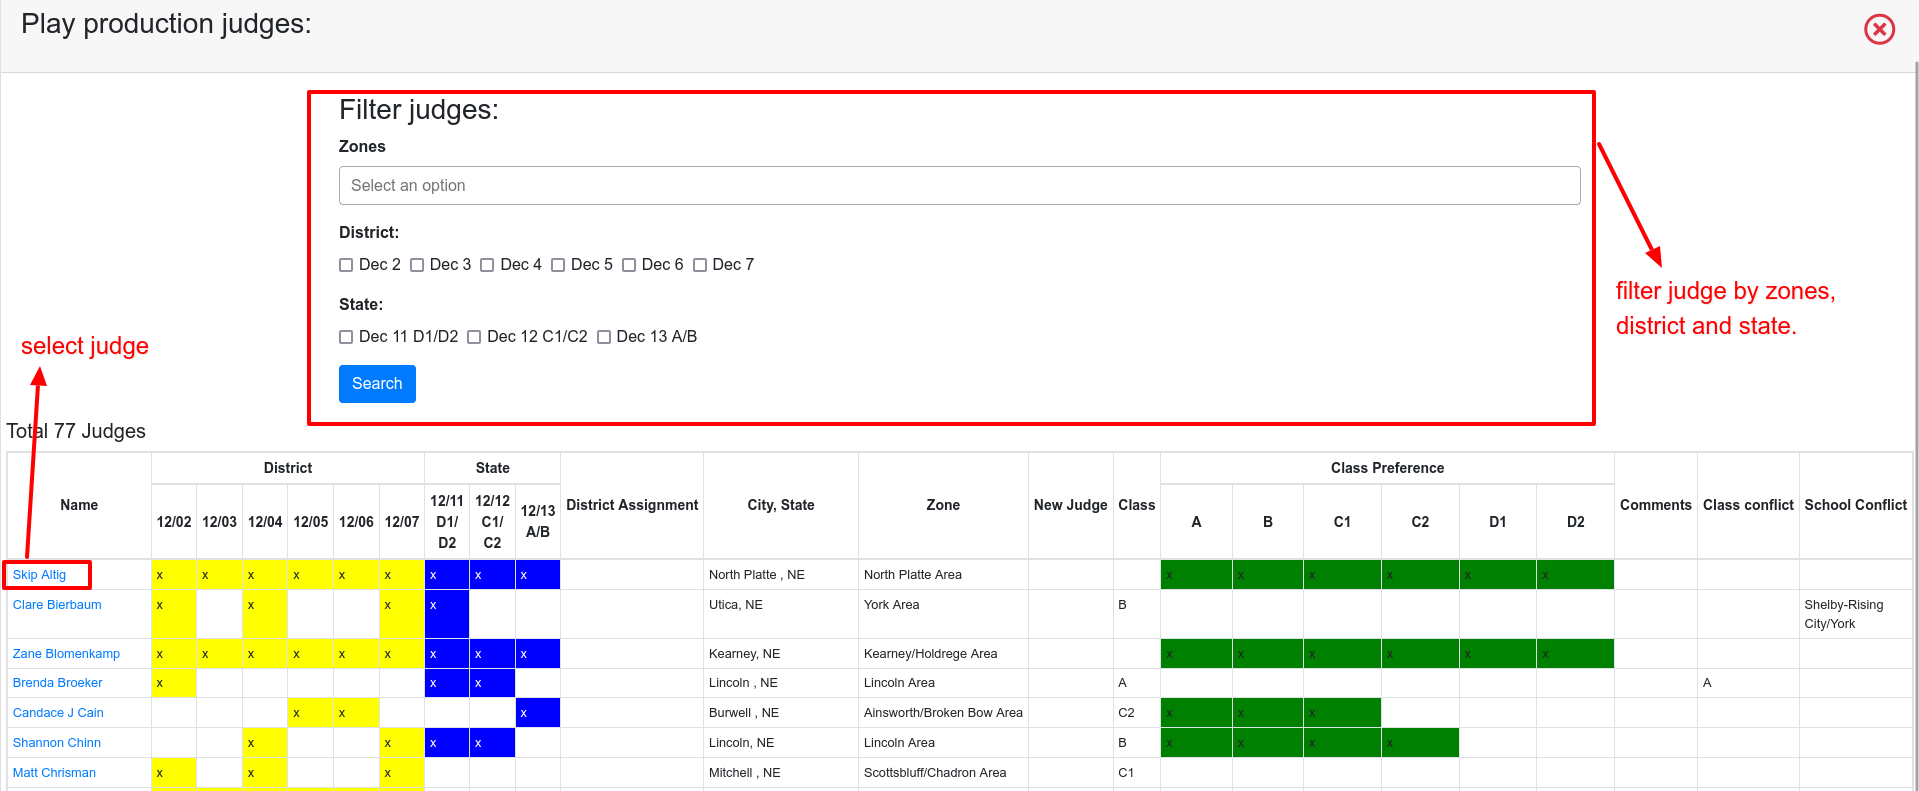 Play production judges:
Filter judges:
Zones
Select an option
District:
Dec 2 Dec 3 Dec 4 Dec 5 Dec 6 Dec 7
State:
Dec 11 D1/D2 Dec 12 C1/C2 Dec 13 A/B
Search
filter judge by zones,
district and state.
select judge
Total 77 Judges
Name District State District Assignment City, State Zone New Judge Class Class Preference Comments Class conflict School Conflict
12/02 12/03 12/04 12/05 12/06 12/07 12/11 D1/ D2 12/12 C1/ C2 12/13 A/B A B C1 C2 D1 D2
Skip Altig x x x x x x x x x North Platte , NE North Platte Area x x x x x x
Clare Bierbaum x x x x Utica, NE York Area B Shelby-Rising
City/York
Zane Blomenkamp x x x x x x x x x Kearney, NE Kearney/Holdrege Area x x x x x x
Brenda Broeker x x x Lincoln , NE Lincoln Area A A
Candace J Cain x x x Burwell , NE Ainsworth/Broken Bow Area C2 x x x
Shannon Chinn x x x x Lincoln, NE Lincoln Area B x x x x
Matt Chrisman x x x Mitchell , NE Scottsbluff/Chadron Area C1